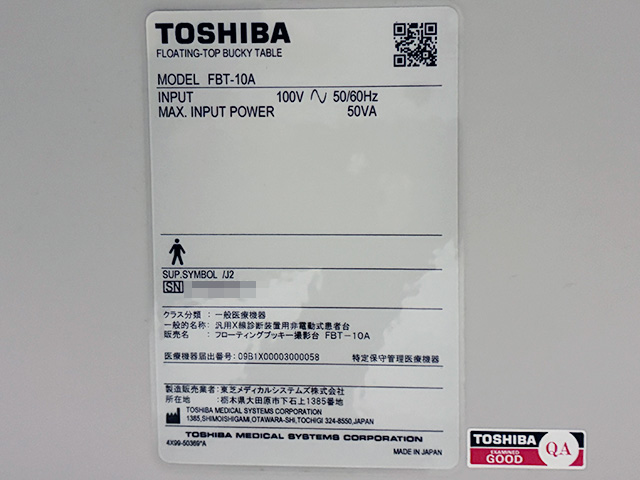 TOSHIBA
FLOATING-TOP BUCKY TABLE
MODEL FBT-10A
INPUT 100V 50/60Hz
MAX. INPUT POWER 50VA
SUP.SYMBOL /J2
SN
クラス分類：一般医療機器
一般的名称：汎用X線診断装置用非電動式患者台
販売名：フローティングブッキー撮影台 FBT-10A
医療機器届出番号：09B1X00003000058 特定保守管理医療機器
製造販売業者：東芝メディカルシステムズ株式会社
所在地：栃木県大田原市下石上1385番地
TOSHIBA MEDICAL SYSTEMS CORPORATION
1385,SHIMOISHIGAMI,OTAWARA-SHI,TOCHIGI 324-8550,JAPAN
TOSHIBA MEDICAL SYSTEMS CORPORATION
4X99-50369*A MADE IN JAPAN
TOSHIBA
EXAMINED
GOOD
QA